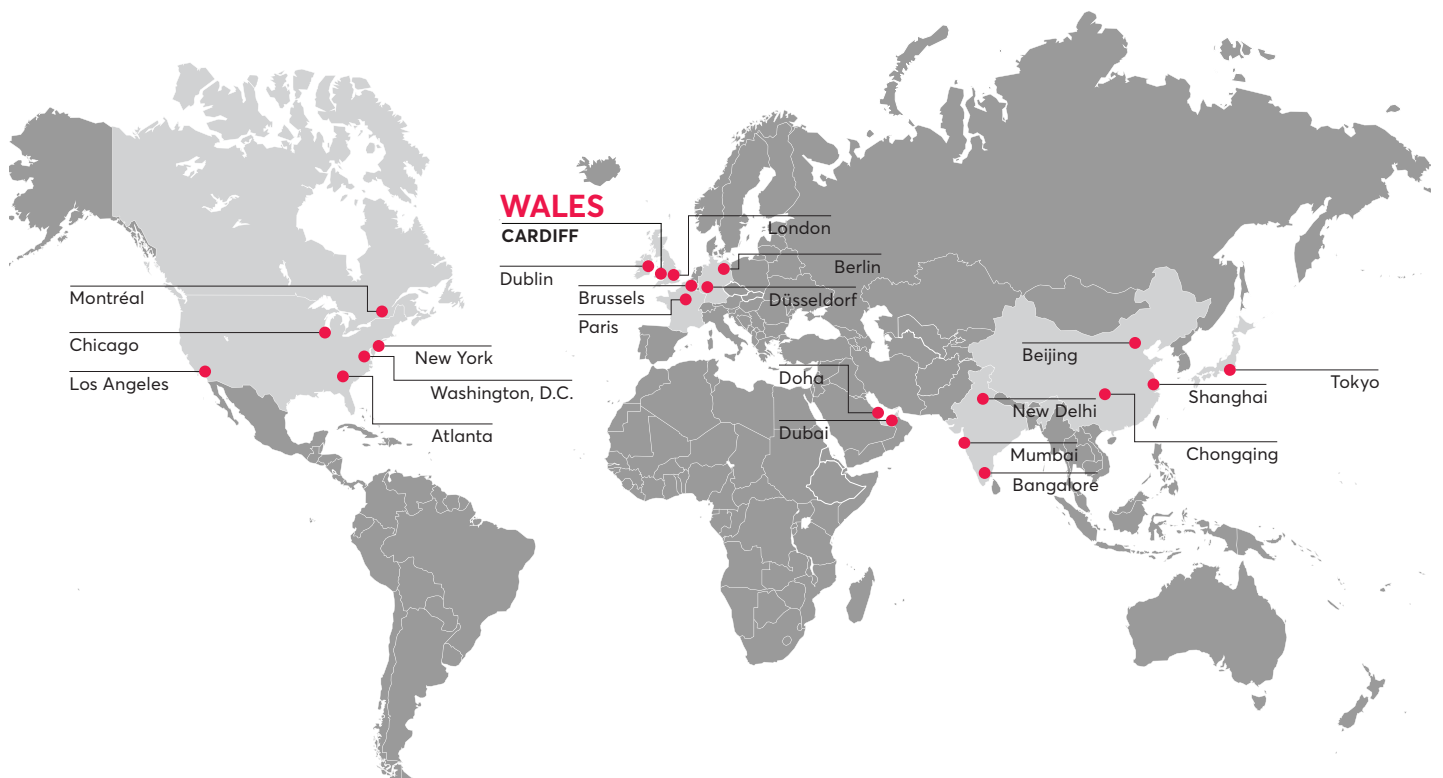 WALES
CARDIFF
London
Dublin
Berlin
Brussels
Düsseldorf
Paris
Montréal
Chicago
New York
Los Angeles
Washington, D.C.
Atlanta
Doha
Dubai
Beijing
Tokyo
Shanghai
New Delhi
Mumbai
Chongqing
Bangalore